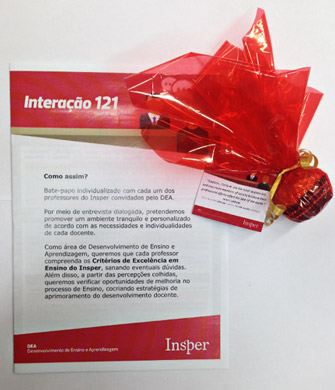 Interação 121
Como assim?
Bate-papo individualizado com cada um dos
professores do Insper convidados pelo DEA.
Por meio de entrevista dialogada, pretendemos
promover um ambiente tranquilo e personalizado
de acordo com as necessidades e individualidades
de cada docente.
Como área de Desenvolvimento de Ensino e
Aprendizagem, queremos que cada professor
compreenda os Critérios de Excelência em
Ensino do Insper, sanando eventuais dúvidas.
Além disso, a partir das percepções colhidas,
queremos verificar oportunidades de melhoria no
processo de Ensino, cocriando estratégias de
aprimoramento do desenvolvimento docente.
DEA
Desenvolvimento de Ensino e Aprendizagem
Insper
Insper